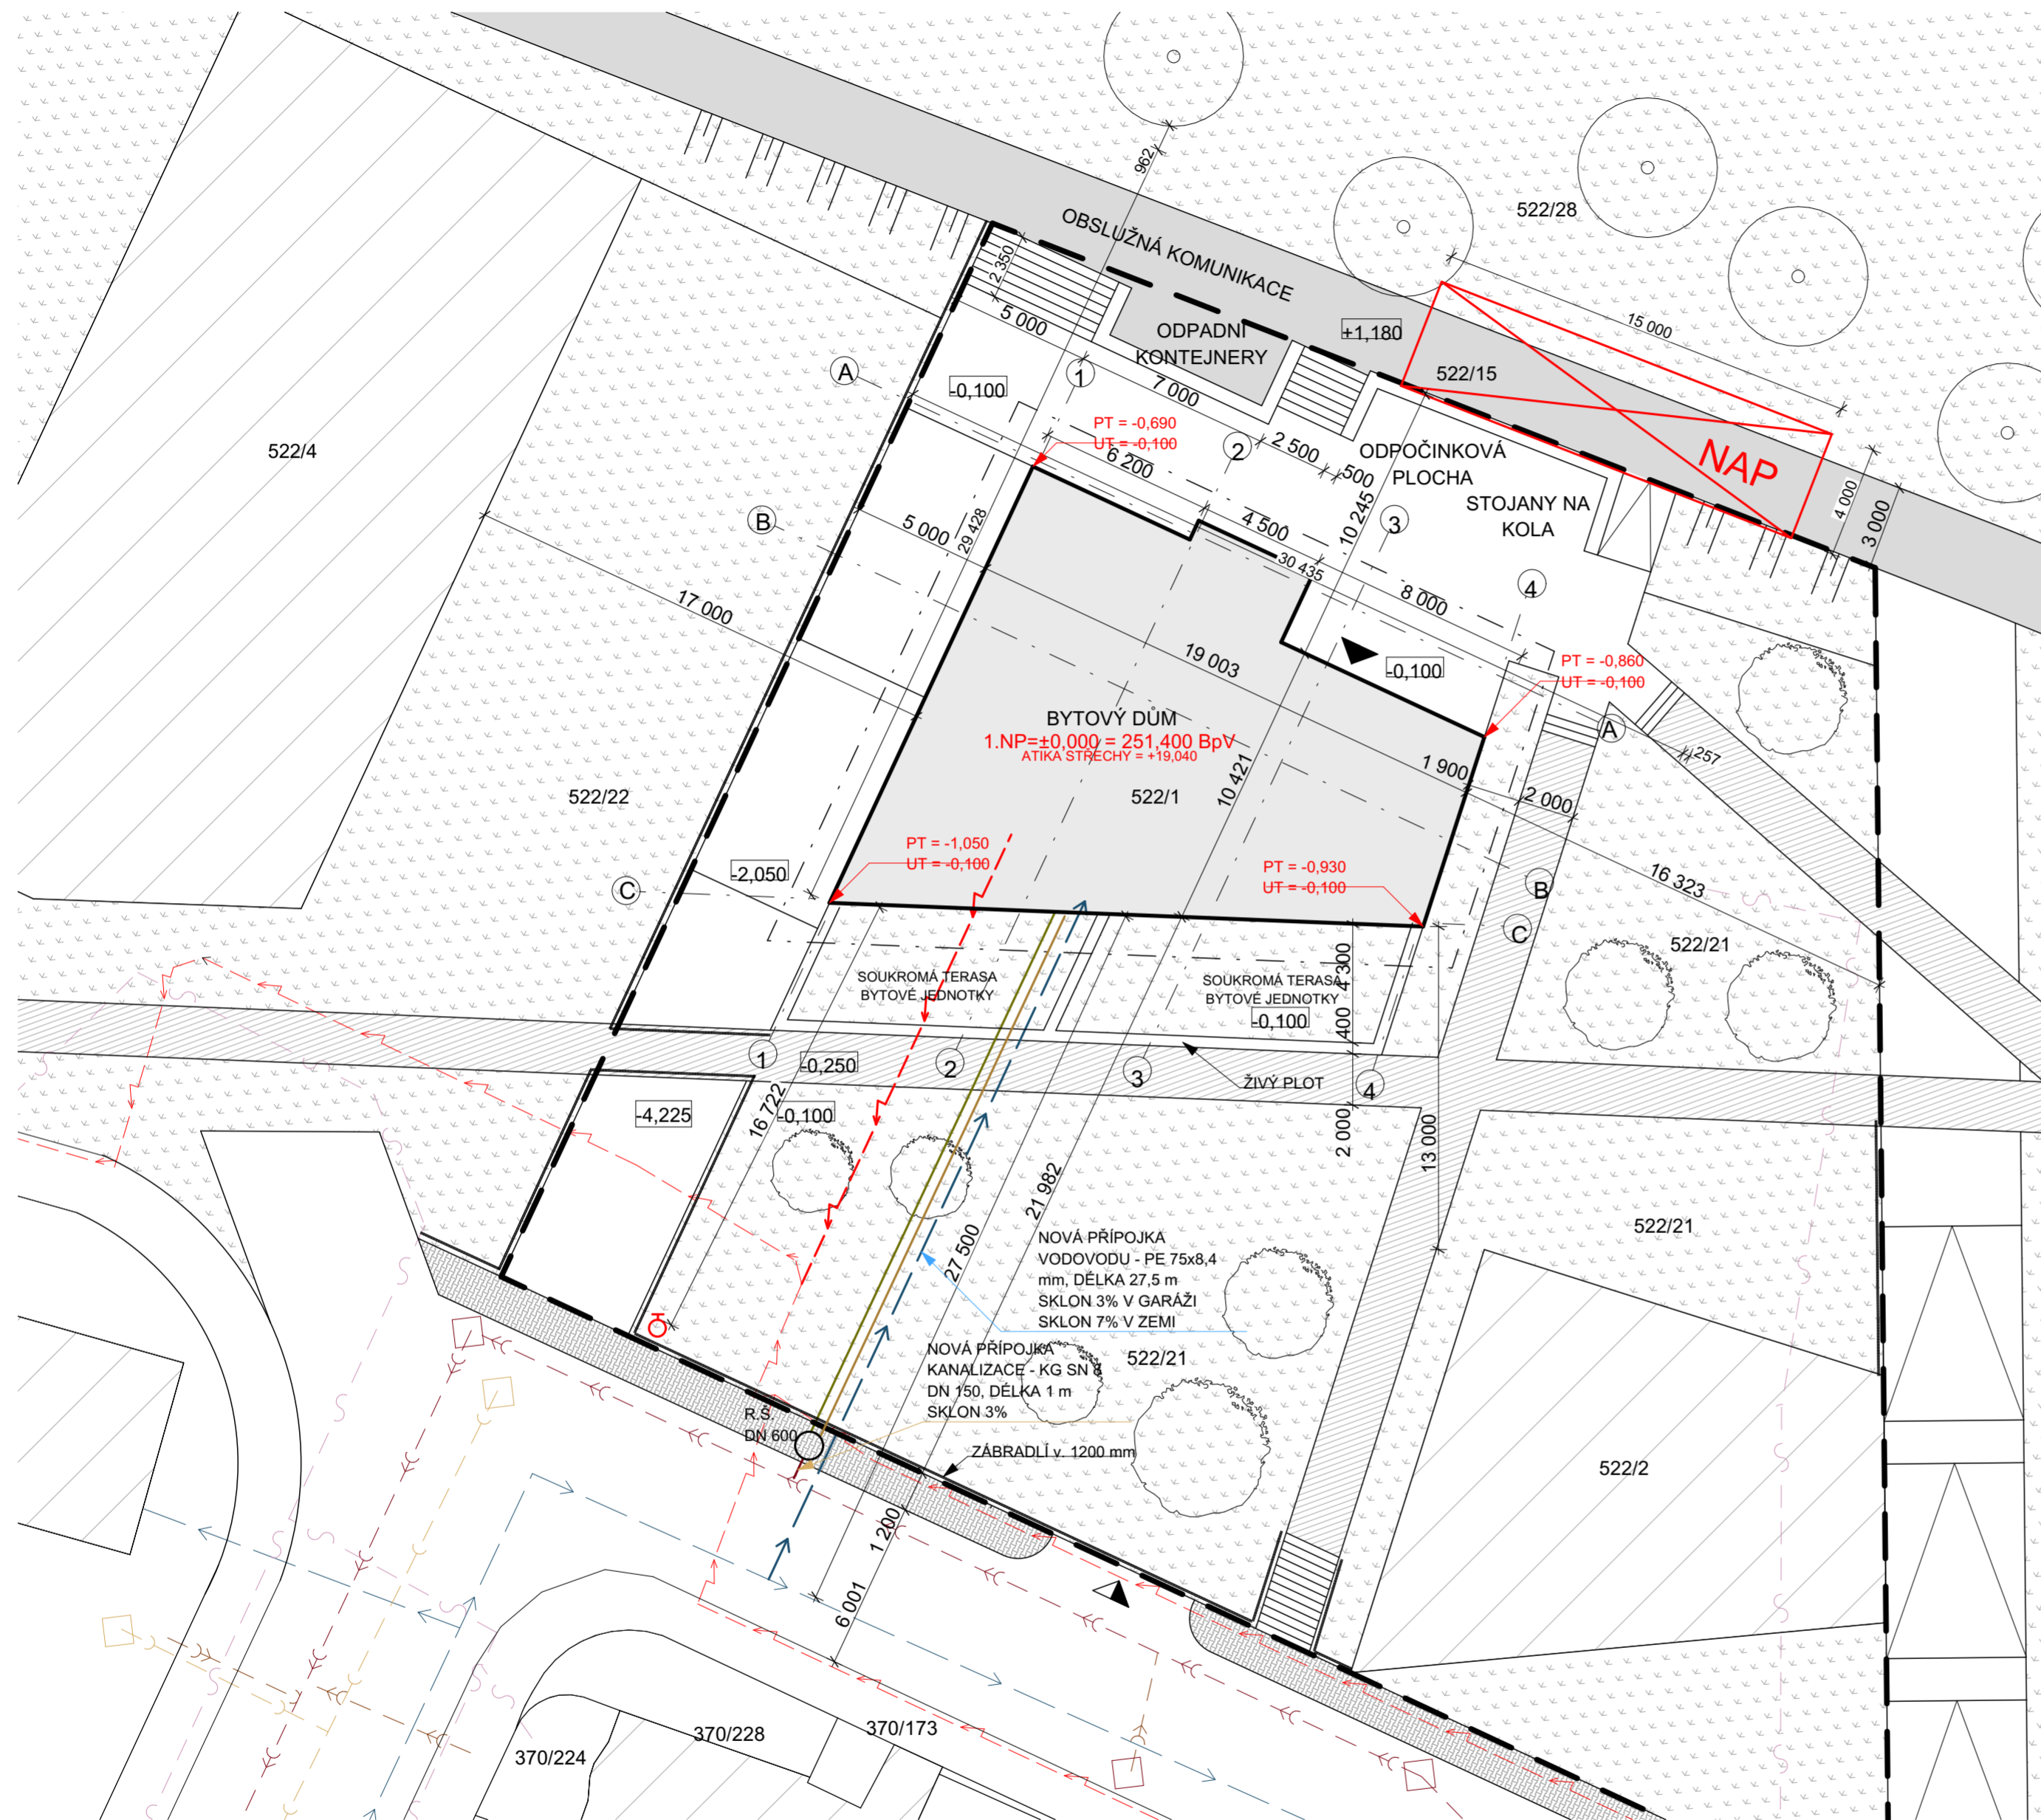 962
522/28
OBSLUŽNÁ KOMUNIKACE
2 350
5 000
ODPADNÍ
KONTEJNERY
+1,180
15 000
A
-0,100
1
7 000
522/15
522/4
PT = -0,690
UT = -0,100
6 200
2
2 500
500
ODPOČINKOVÁ
PLOCHA
NAP
STOJANY NA
KOLA
4 000
3 000
B
5 000
29 428
4 500
10 245
3
30 435
8 000
4
17 000
19 003
-0,100
PT = -0,860
UT = -0,100
BYTOVÝ DŮM
1.NP=±0,000 = 251,400 BpV
ATIKA STŘECHY = +19,040
A
257
522/22
522/1
10 421
1 900
2 000
PT = -1,050
UT = -0,100
PT = -0,930
UT = -0,100
-2,050
C
16 323
B
C
522/21
SOUKROMÁ TERASA
BYTOVÉ JEDNOTKY
SOUKROMÁ TERASA
BYTOVÉ JEDNOTKY
-0,100
4 300
400
1
-0,250
2
3
ŽIVÝ PLOT
4
-4,225
16 722
-0,100
2 000
13 000
21 982
27 500
522/21
NOVÁ PŘÍPOJKA
VODOVODU - PE 75x8,4
mm, DÉLKA 27,5 m
SKLON 3% V GARÁŽI
SKLON 7% V ZEMI
NOVÁ PŘÍPOJKA
KANALIZACE - KG SN 8
DN 150, DÉLKA 1 m
SKLON 3%
522/21
R.Š.
DN 600
ZÁBRADLÍ v. 1200 mm
522/2
1 200
6 001
370/228
370/173
370/224